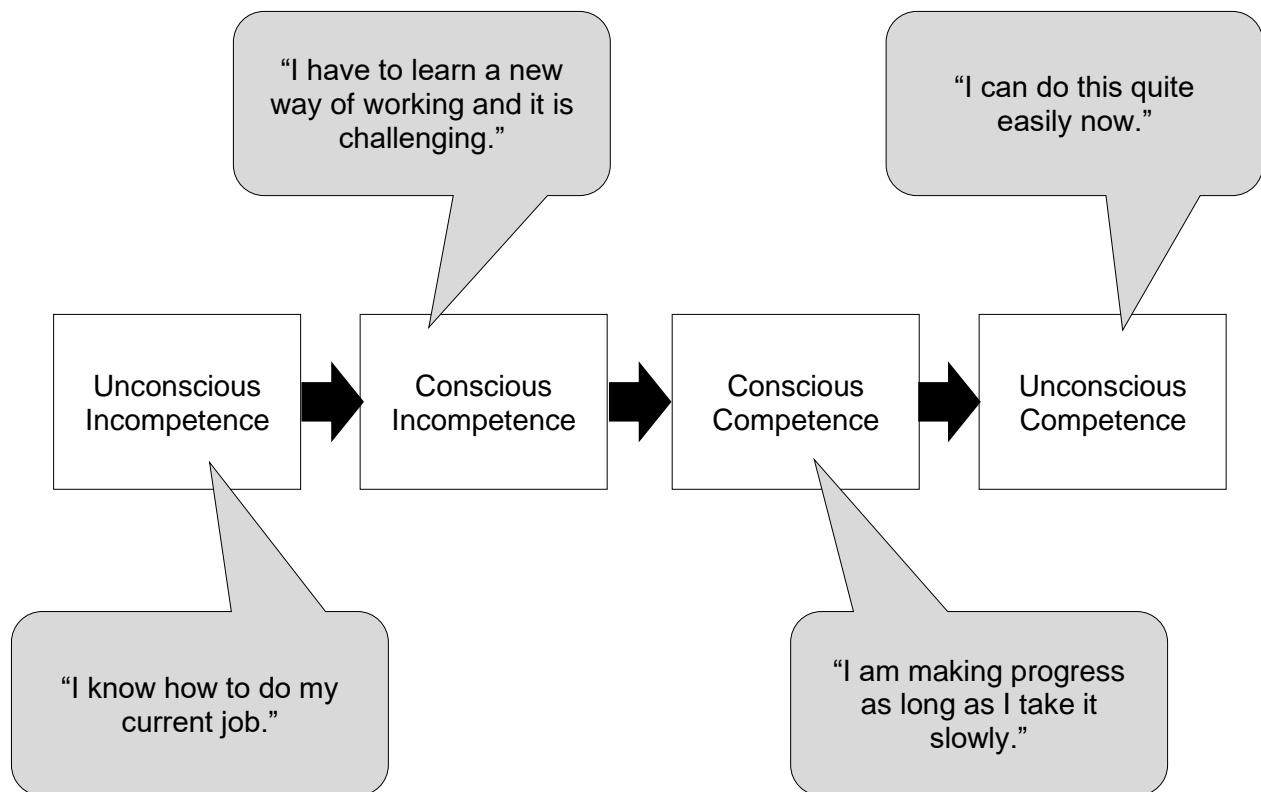 “I have to learn a new
way of working and it is
challenging.”
“I can do this quite
easily now.”
Unconscious
Incompetence
Conscious
Incompetence
Conscious
Competence
Unconscious
Competence
“I know how to do my
current job.”
“I am making progress
as long as I take it
slowly.”